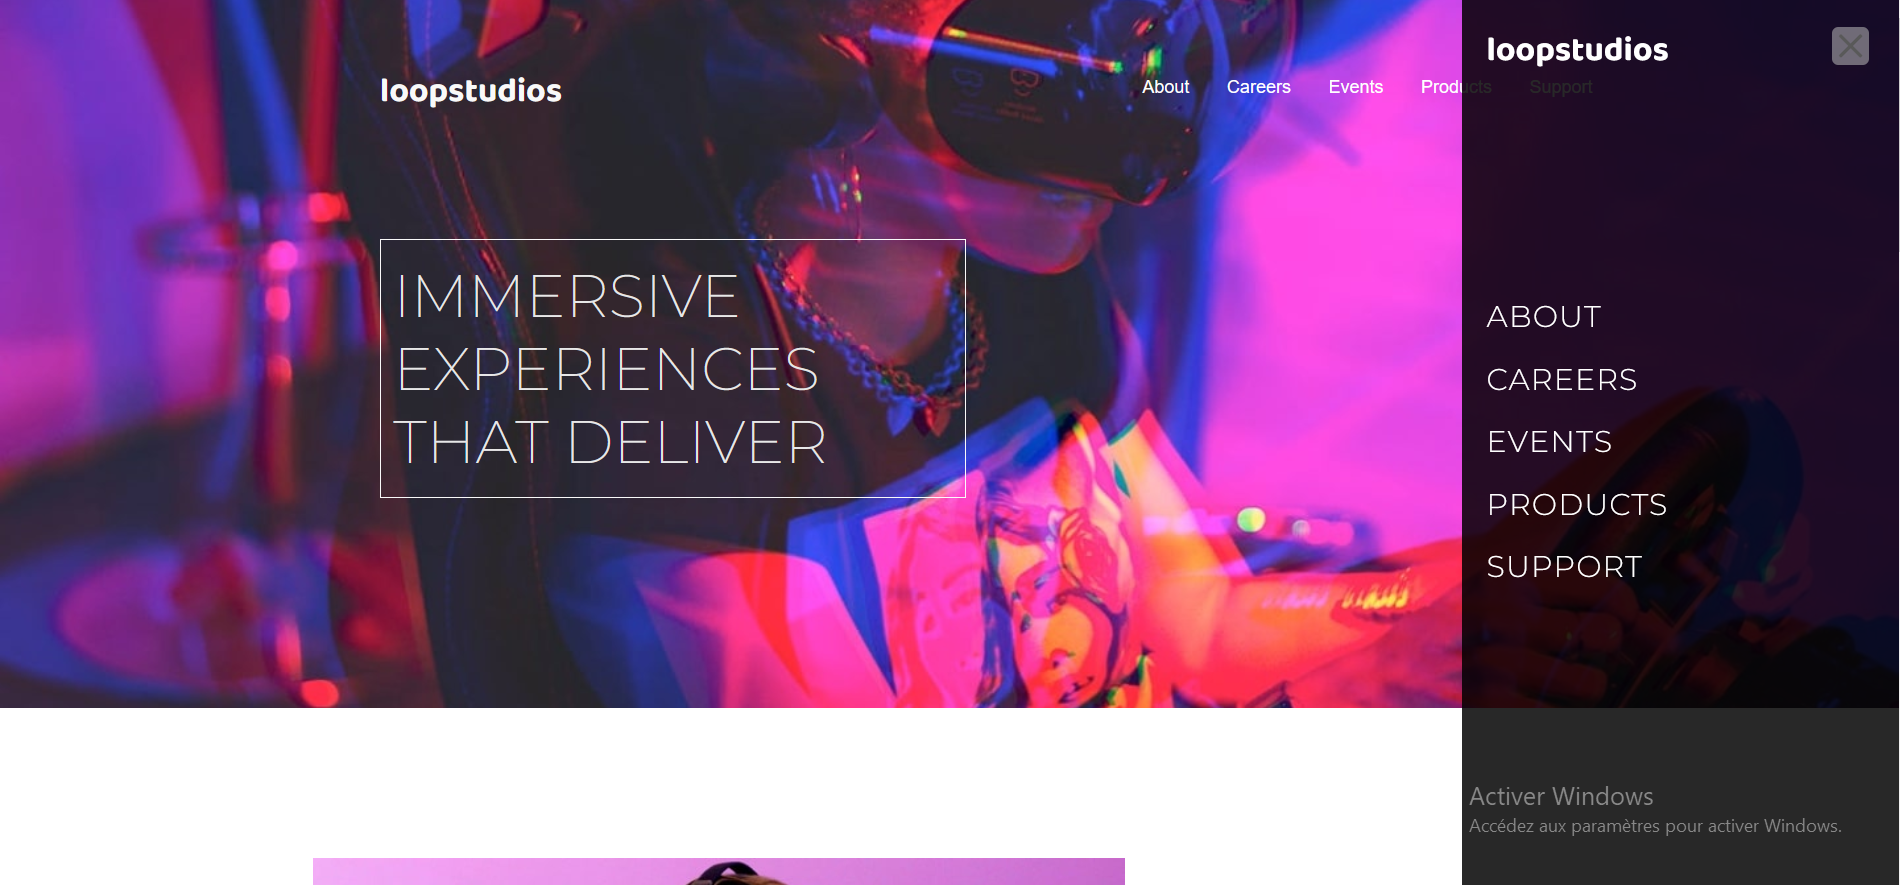 loopstudios
About Careers Events Products Support
IMMERSIVE
EXPERIENCES
THAT DELIVER
loopstudios
ABOUT
CAREERS
EVENTS
PRODUCTS
SUPPORT
Activer Windows
Accédez aux paramètres pour activer Windows.